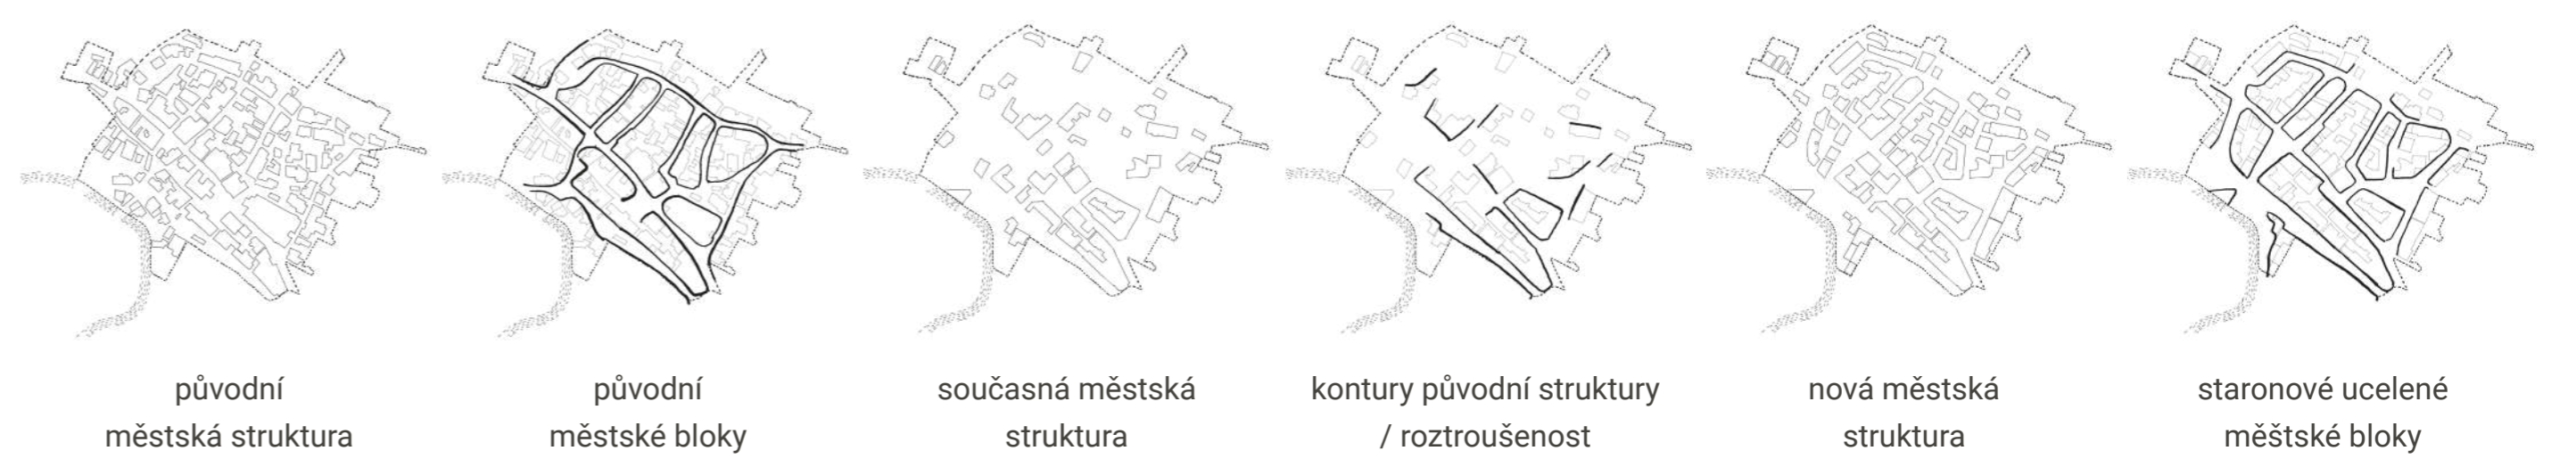 původní
městská struktura
původní
městské bloky
současná městská
struktura
kontury původní struktury
/ roztroušenost
nová městská
struktura
staronové ucelené
měštské bloky